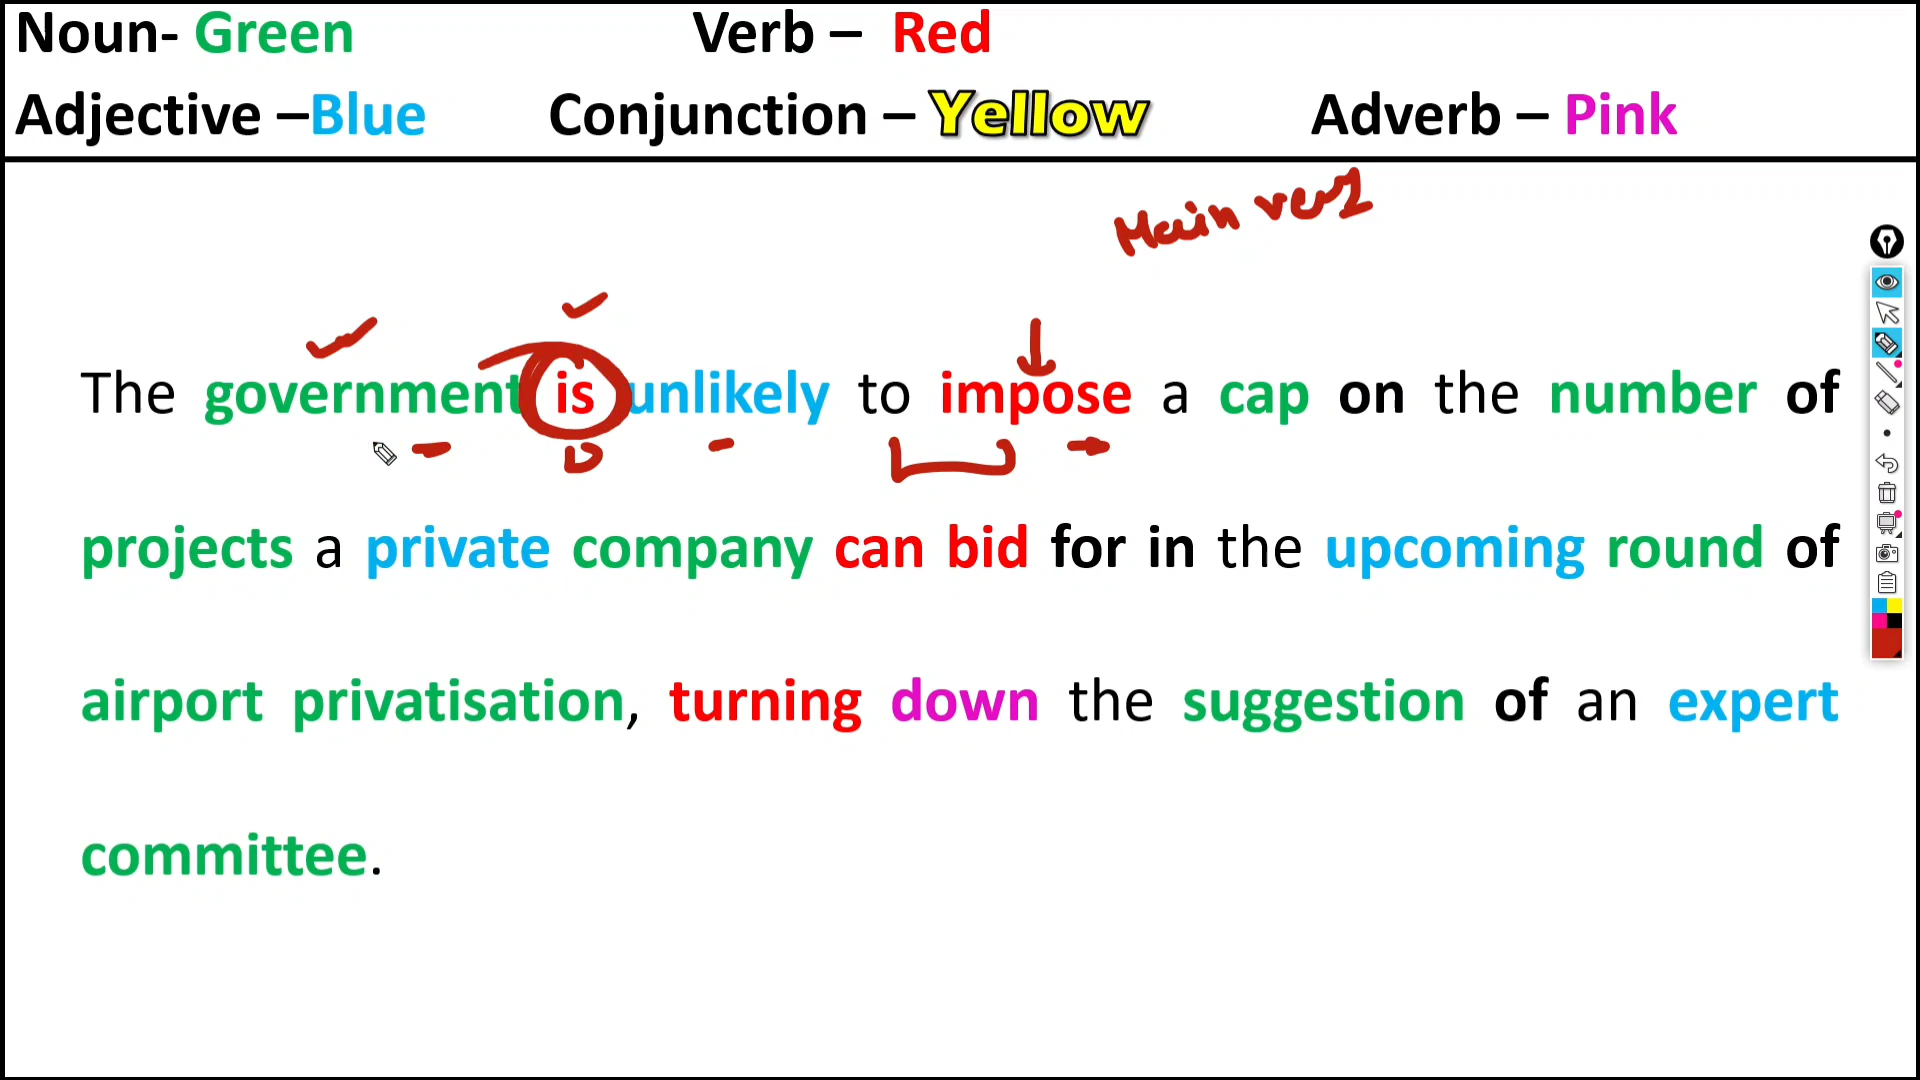 Noun- Green Verb – Red
Adjective –Blue Conjunction – Yellow Adverb – Pink
Main verb
The government is unlikely to impose a cap on the number of
projects a private company can bid for in the upcoming round of
airport privatisation, turning down the suggestion of an expert
committee.